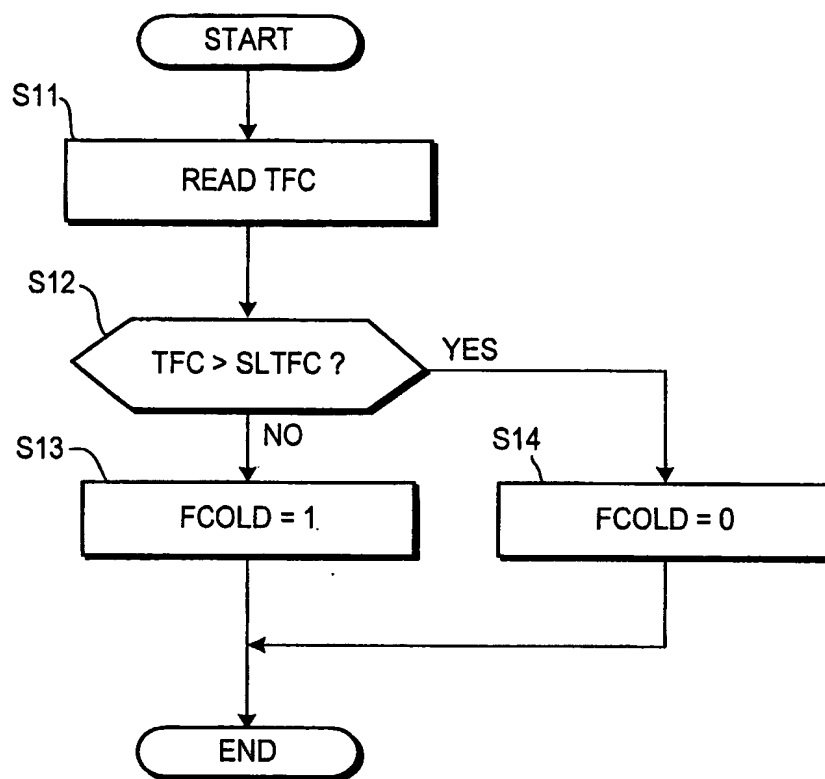 START
S11
READ TFC
S12
TFC > SLTFC ?
YES
NO
S13
S14
FCOLD = 1
FCOLD = 0
END